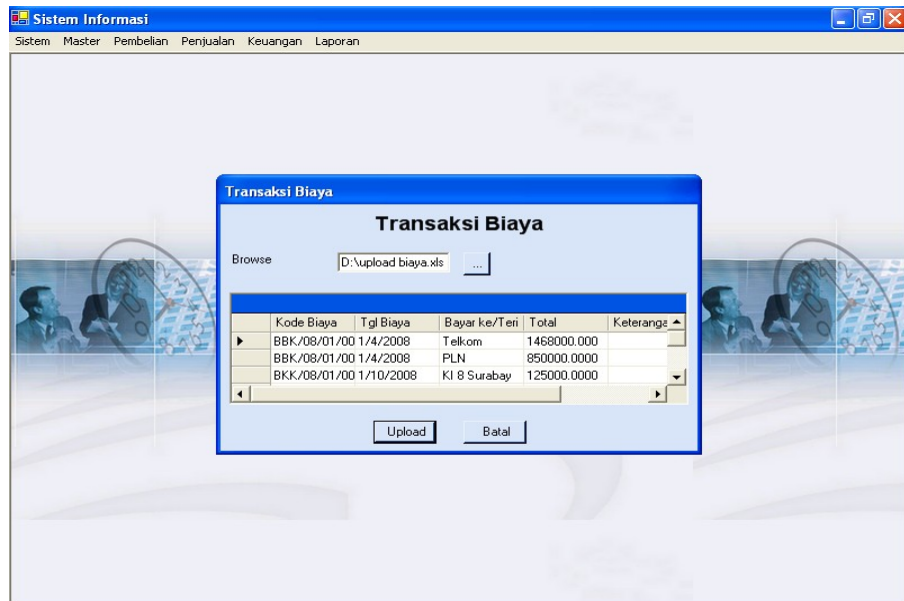 Sistem Informasi
Sistem Master Pembelian Penjualan Keuangan Laporan
Transaksi Biaya
Transaksi Biaya
Browse D:\upload biaya.xls ...
Kode Biaya Tgl Biaya Bayar ke/Teri Total Keteranga
BBK/08/01/00 1/4/2008 Telkom 1468000.000
BBK/08/01/00 1/4/2008 PLN 850000.0000
BKK/08/01/00 1/10/2008 KI 8 Surabay 125000.0000
Upload Batal